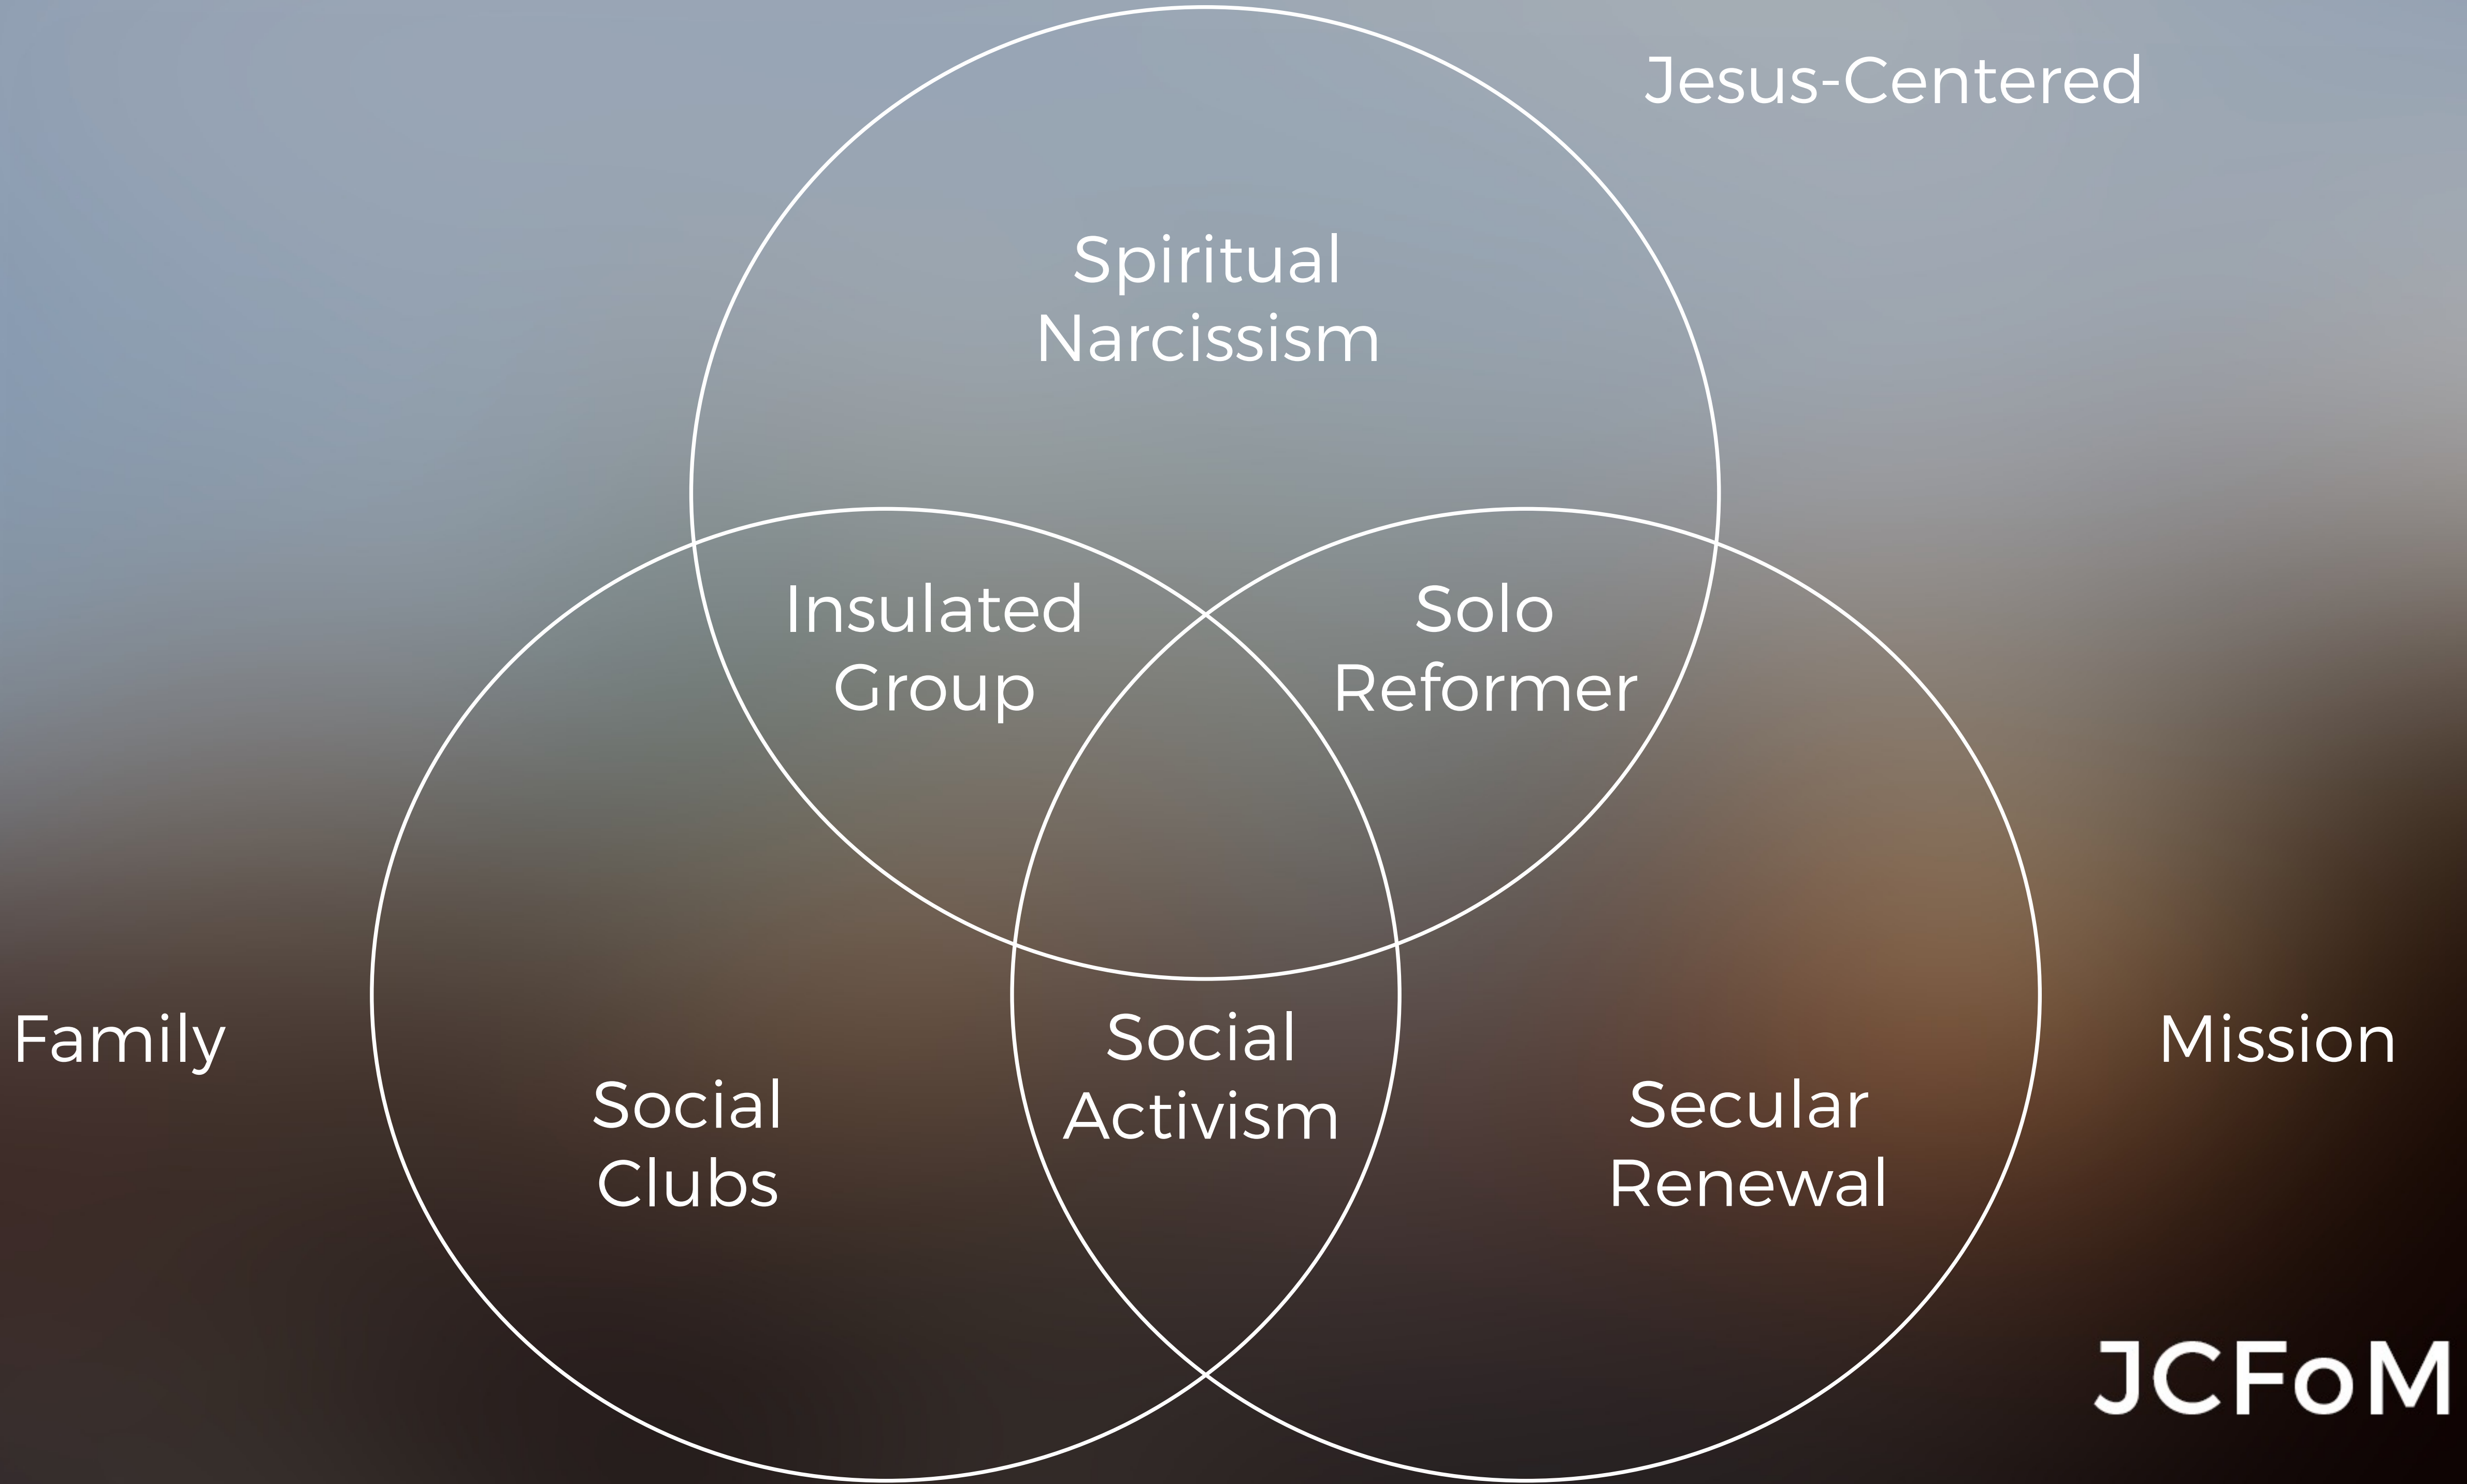 Jesus-Centered
Spiritual
Narcissism
Insulated
Group
Solo
Reformer
Family
Social
Clubs
Social
Activism
Secular
Renewal
Mission
JCFoM